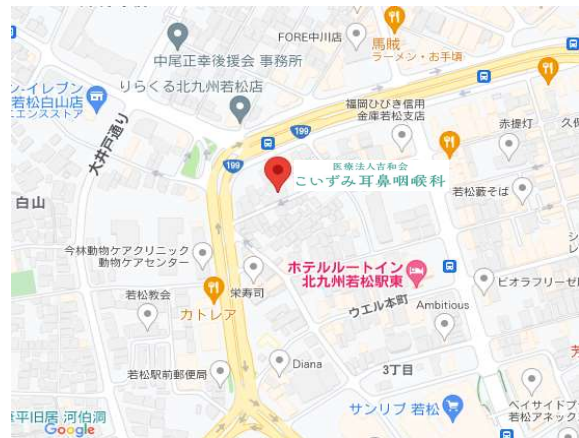 FORE中川店
馬賊
ラーメン・お手頃
中尾正幸後援会 事務所
りらくる北九州若松店
ン-イレブン
若松白山店
ニエンスストア
大井戸通り
福岡ひびき信用
金庫若松支店
赤提灯
久保
199
199
医療法人吉和会
こいずみ耳鼻咽喉科
若松藪そば
白山
今林動物ケアクリニック
動物ケアセンター
ホテルルートイン
北九州若松駅東
若松教会
栄寿司
カトレア
ウエル本町
Ambitious
ビオラフリーゼ
Diana
3丁目
若松駅前郵便局
サンリブ 若松
平旧居 河伯洞
Google
ベイサイドプ
若松アネック